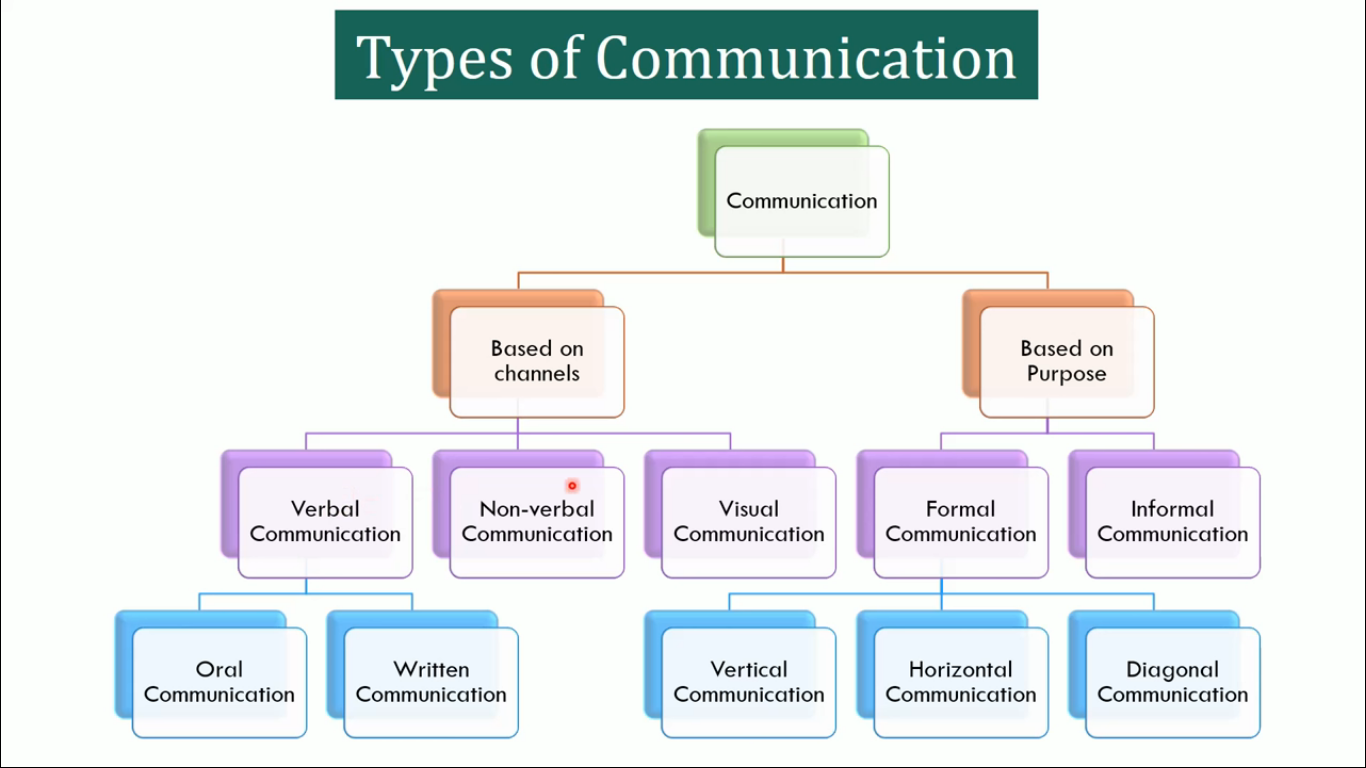 Types of Communication
Communication
Based on
channels
Based on
Purpose
Verbal
Communication
Non-verbal
Communication
Visual
Communication
Formal
Communication
Informal
Communication
Oral
Communication
Written
Communication
Vertical
Communication
Horizontal
Communication
Diagonal
Communication